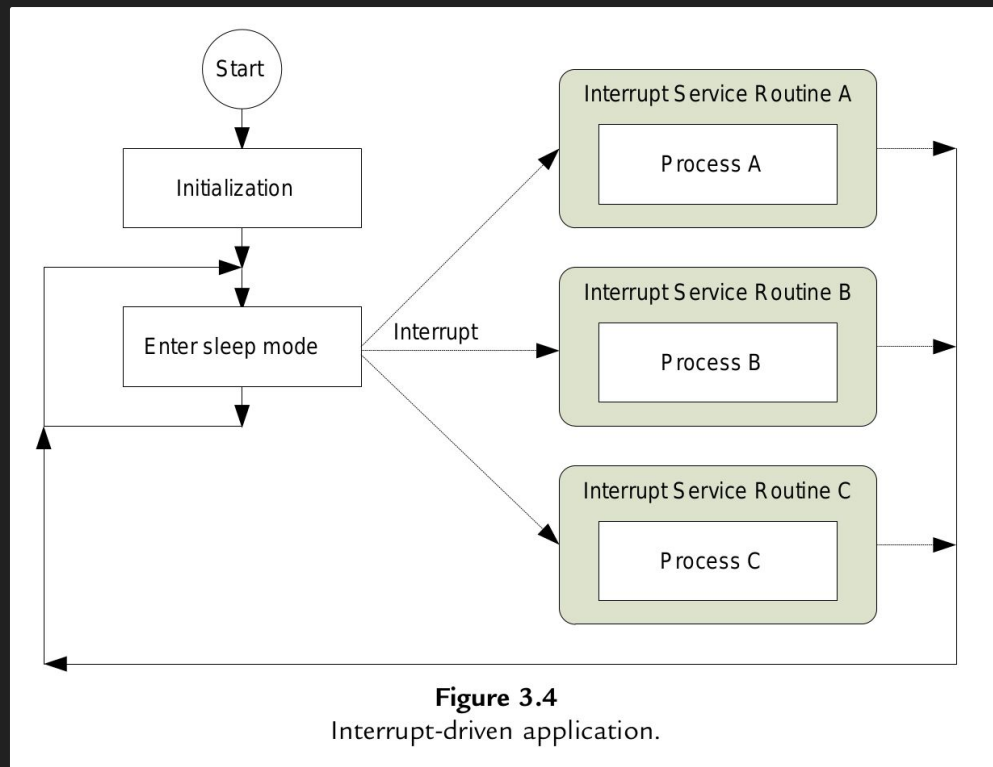 Start
Initialization
Enter sleep mode
Interrupt
Interrupt Service Routine A
Process A
Interrupt Service Routine B
Process B
Interrupt Service Routine C
Process C
Figure 3.4
Interrupt-driven application.